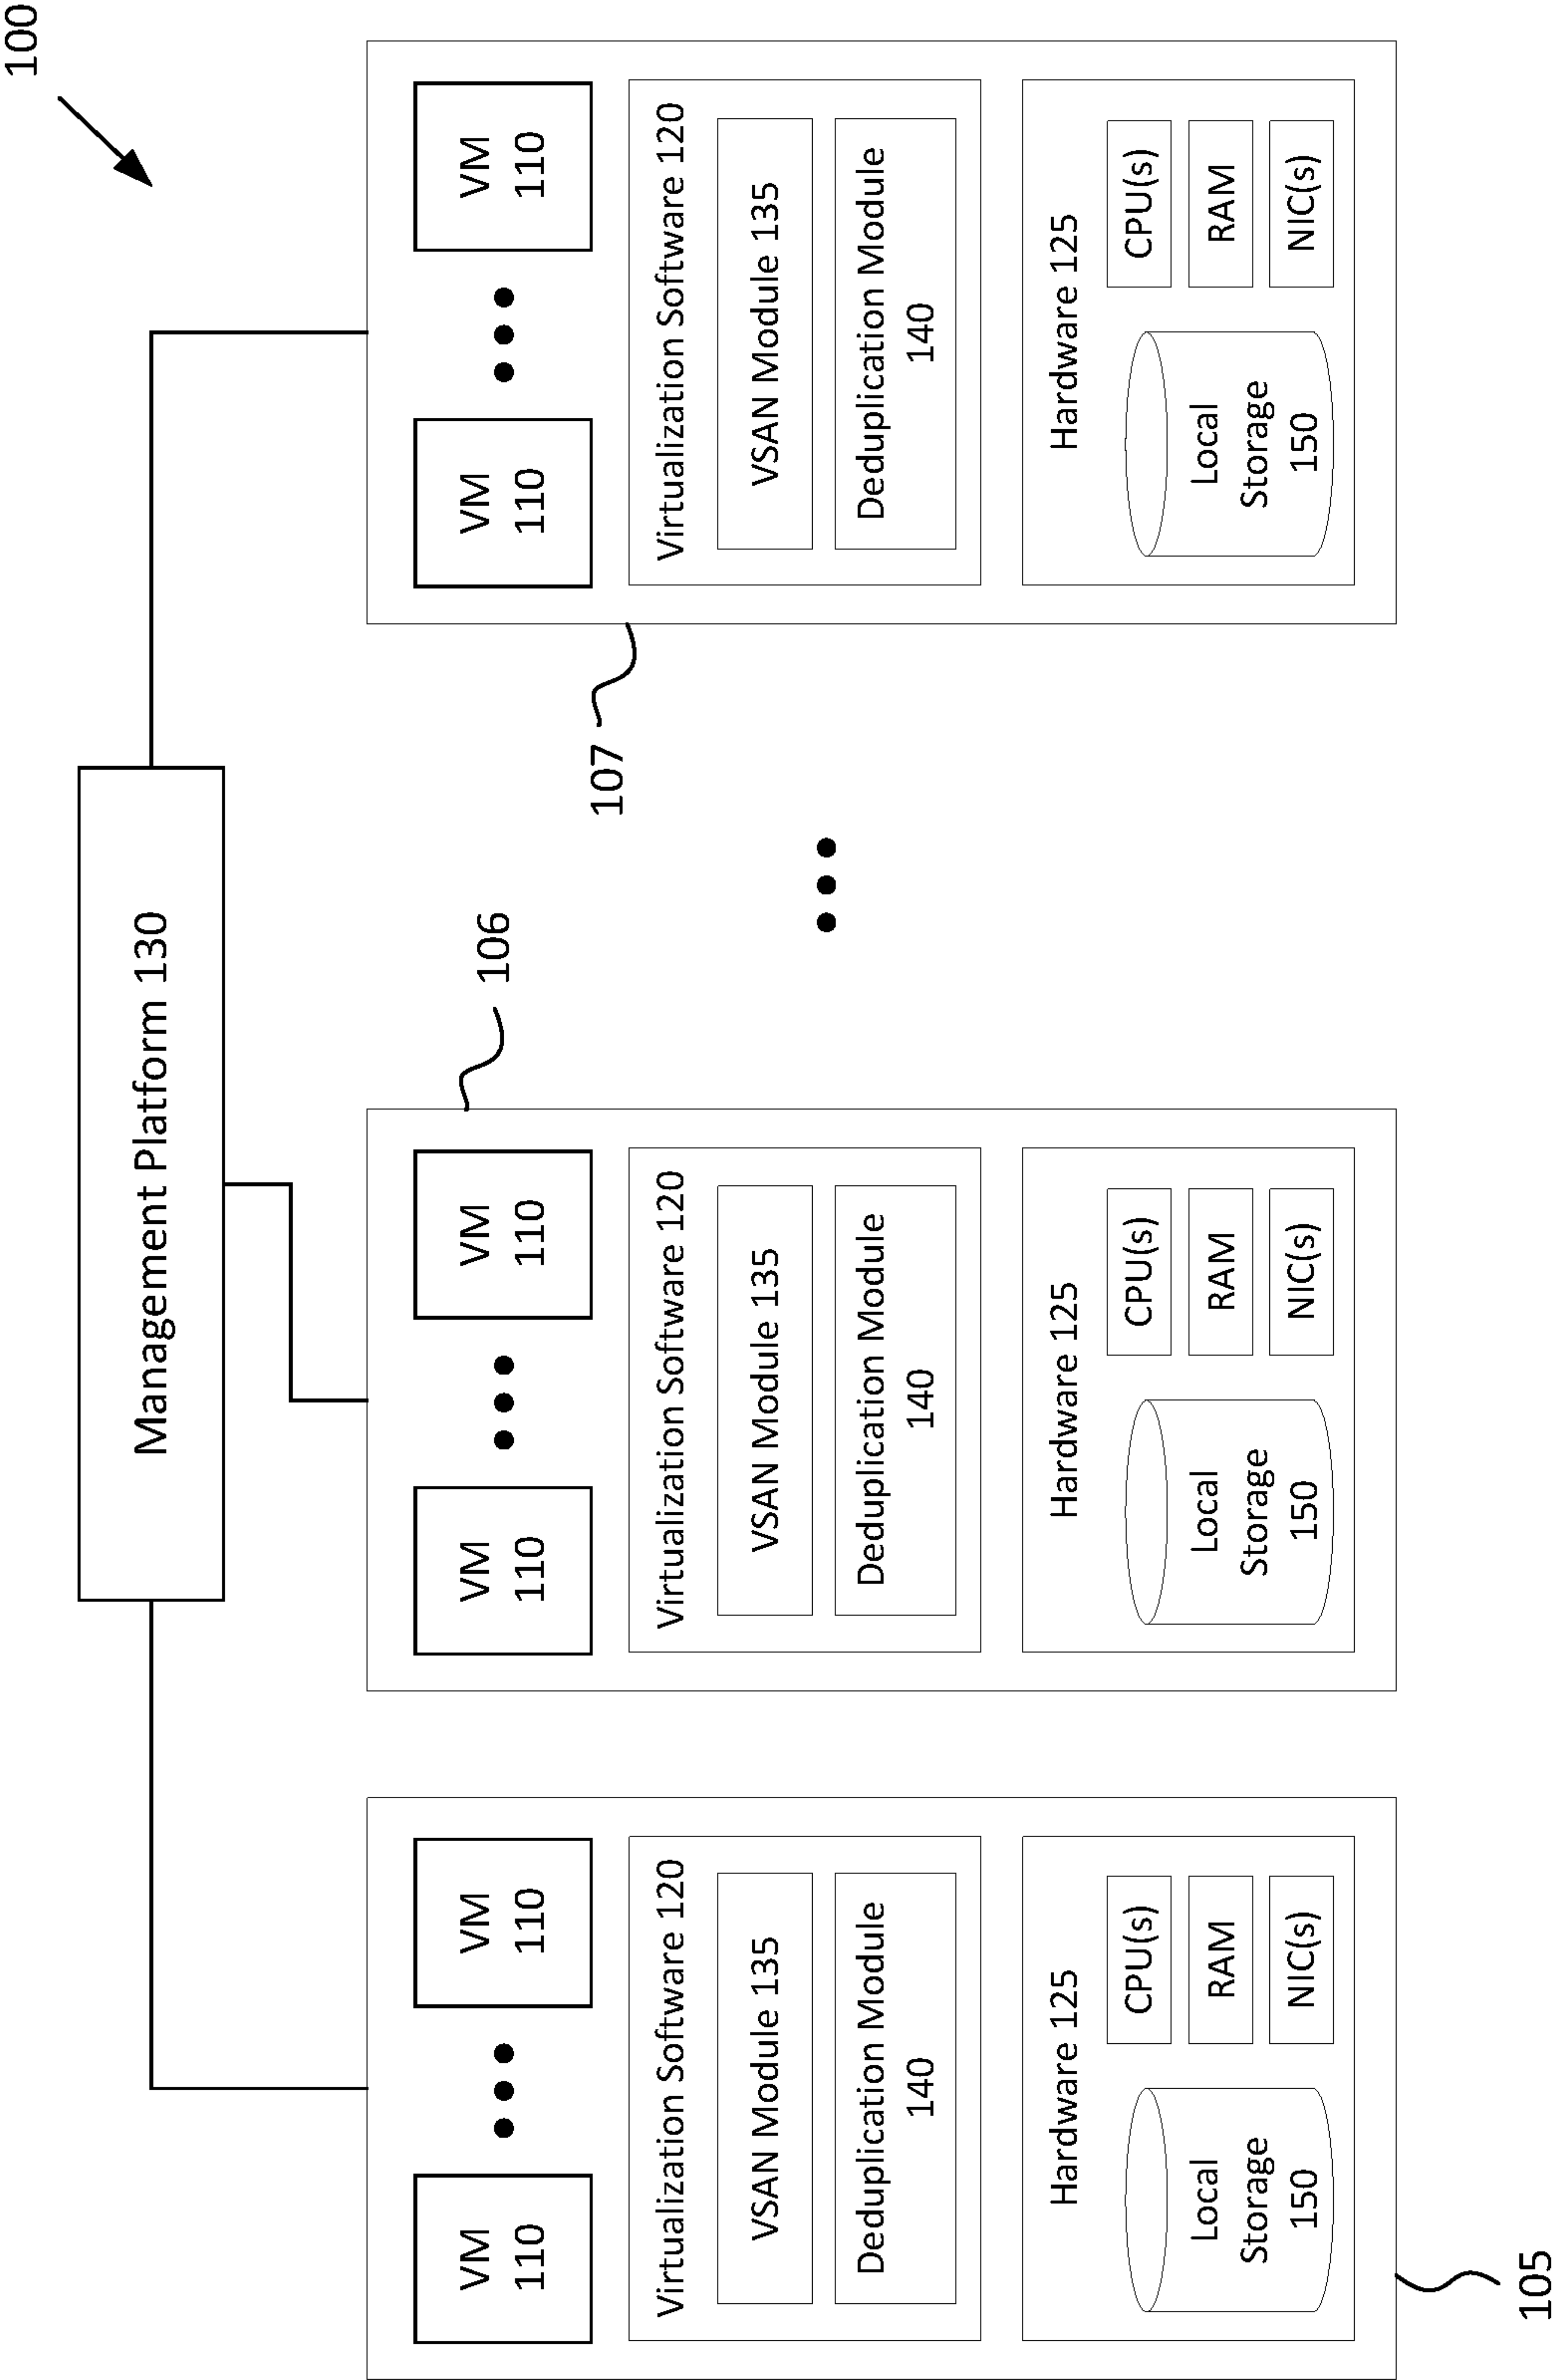 100
Management Platform 130
VM
110
VM
110
Virtualization Software 120
VSAN Module 135
Deduplication Module
140
Hardware 125
Local
Storage
150
CPU(s)
RAM
NIC(s)
105
106
VM
110
VM
110
Virtualization Software 120
VSAN Module 135
Deduplication Module
140
Hardware 125
Local
Storage
150
CPU(s)
RAM
NIC(s)
107
VM
110
VM
110
Virtualization Software 120
VSAN Module 135
Deduplication Module
140
Hardware 125
Local
Storage
150
CPU(s)
RAM
NIC(s)